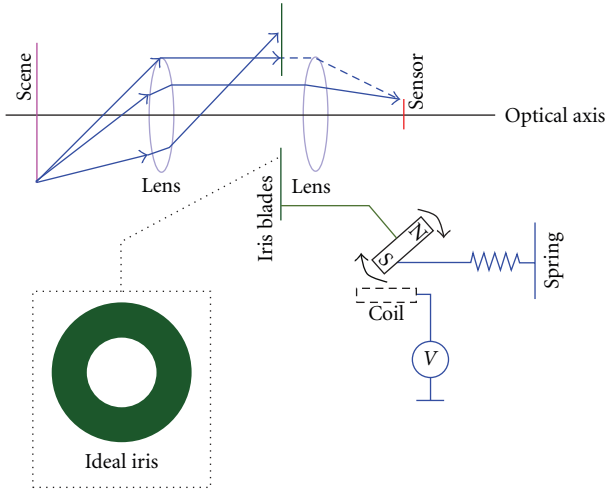 Scene
Sensor
Optical axis
Lens
Lens
Iris blades
N
S
Spring
Coil
V
Ideal iris